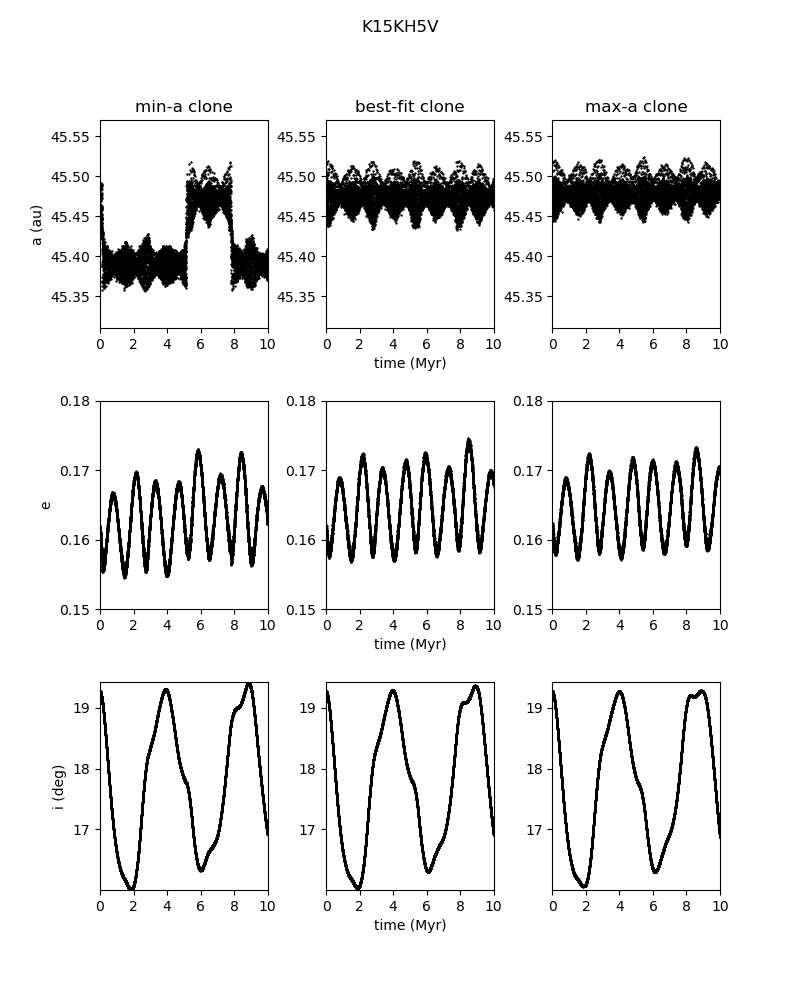 K15KH5V
min-a clone best-fit clone max-a clone
45.55 45.55 45.55
45.50 45.50 45.50
45.45 45.45 45.45
45.40 45.40 45.40
45.35 45.35 45.35
a (au)
0 2 4 6 8 10 0 2 4 6 8 10 0 2 4 6 8 10
time (Myr)
0.18 0.18 0.18
0.17 0.17 0.17
0.16 0.16 0.16
0.15 0.15 0.15
e
0 2 4 6 8 10 0 2 4 6 8 10 0 2 4 6 8 10
time (Myr)
19 19 19
18 18 18
17 17 17
i (deg)
0 2 4 6 8 10 0 2 4 6 8 10 0 2 4 6 8 10
time (Myr)